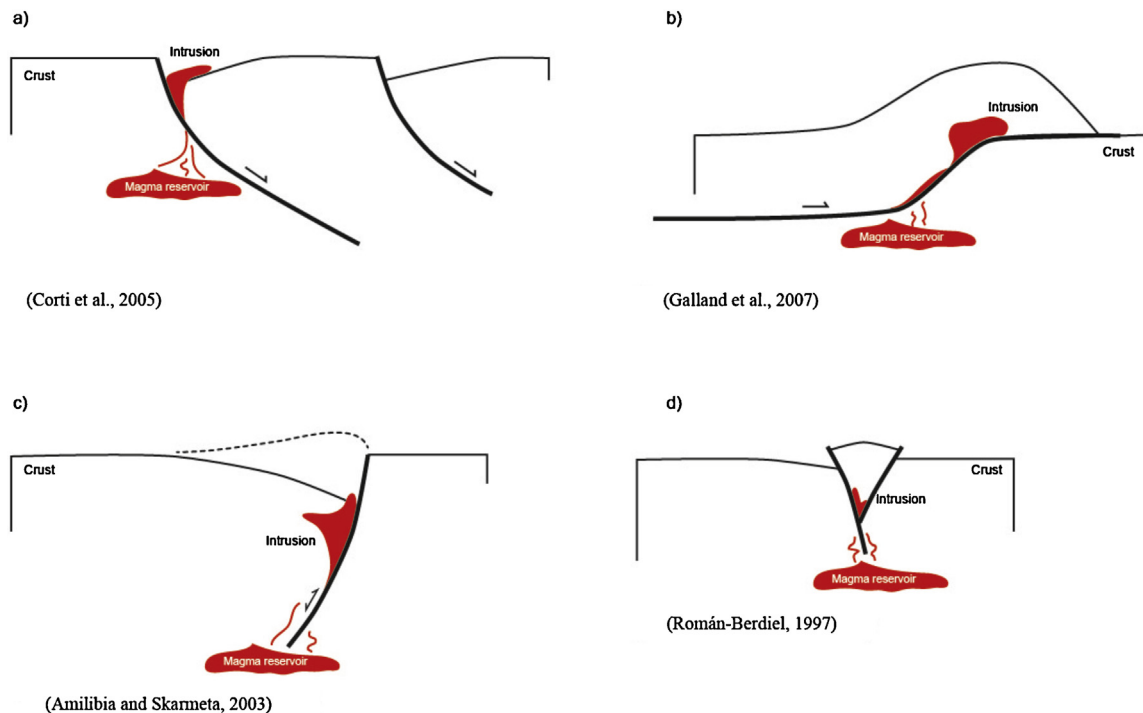 a)
Intrusion
Crust
Magma reservoir
(Corti et al., 2005)
b)
Intrusion
Crust
Magma reservoir
(Galland et al., 2007)
c)
Crust
Intrusion
Magma reservoir
(Amilibia and Skarmeta, 2003)
d)
Crust
Intrusion
Magma reservoir
(Román-Berdiel, 1997)